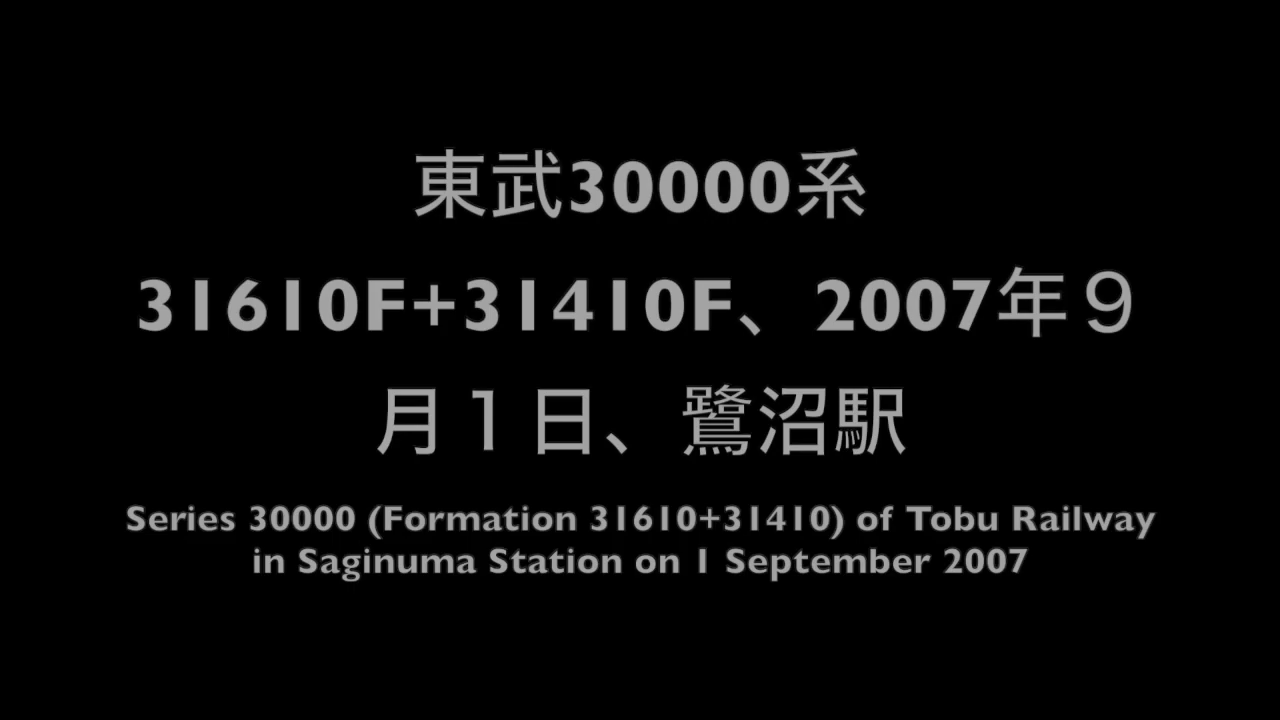 東武30000系
31610F+31410F、2007年９
月１日、鷺沼駅
Series 30000 (Formation 31610+31410) of Tobu Railway
in Saginuma Station on 1 September 2007